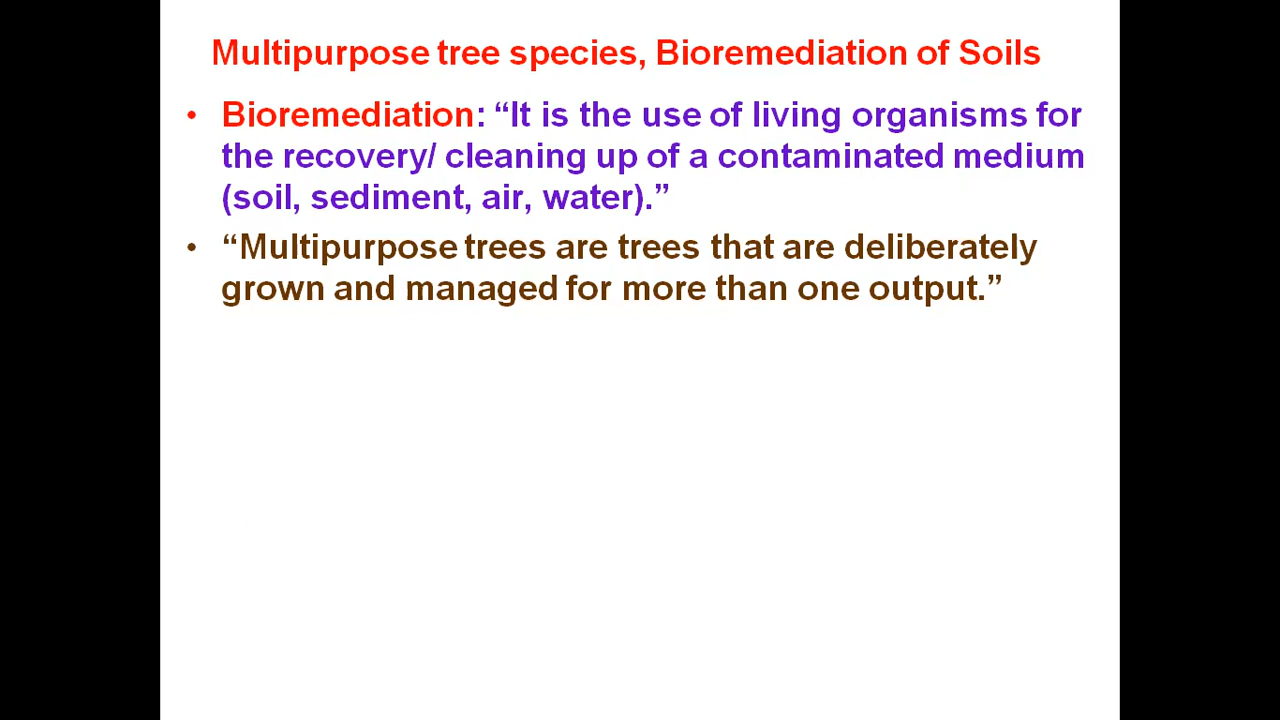 Multipurpose tree species, Bioremediation of Soils
• Bioremediation: “It is the use of living organisms for
the recovery/ cleaning up of a contaminated medium
(soil, sediment, air, water).”
• “Multipurpose trees are trees that are deliberately
grown and managed for more than one output.”